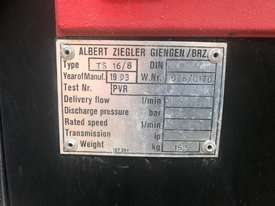 ALBERT ZIEGLER GIENGEN/BRZ.
Type TS 16/8 DIN
Year of Manuf. 1993 W.Nr.
Test Nr. PVR
Delivery flow l/min
Discharge pressure bar
Rated speed l/min
Transmission ip
Weight kg